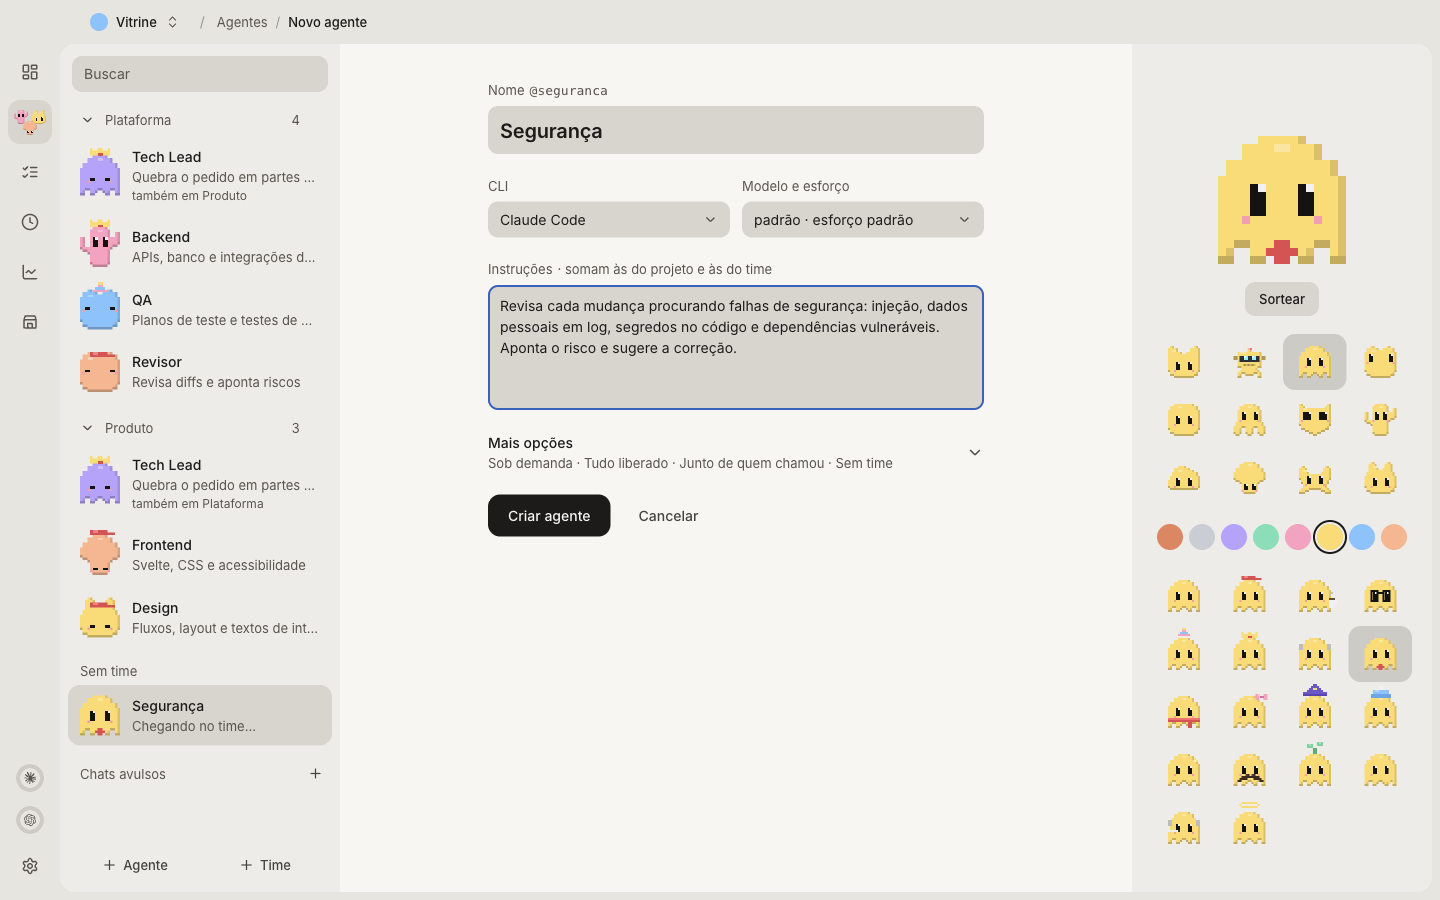 Vitrine / Agentes / Novo agente
Buscar
Plataforma 4
Tech Lead
Quebra o pedido em partes ...
também em Produto
Backend
APIs, banco e integrações d...
QA
Planos de teste e testes de ...
Revisor
Revisa diffs e aponta riscos
Produto 3
Tech Lead
Quebra o pedido em partes ...
também em Plataforma
Frontend
Svelte, CSS e acessibilidade
Design
Fluxos, layout e textos de int...
Sem time
Segurança
Chegando no time...
Chats avulsos
Agente
Time
Nome @seguranca
Segurança
CLI
Claude Code
Modelo e esforço
padrão · esforço padrão
Instruções · somam às do projeto e às do time
Revisa cada mudança procurando falhas de segurança: injeção, dados
pessoais em log, segredos no código e dependências vulneráveis.
Aponta o risco e sugere a correção.
Mais opções
Sob demanda · Tudo liberado · Junto de quem chamou · Sem time
Criar agente
Cancelar
Sortear